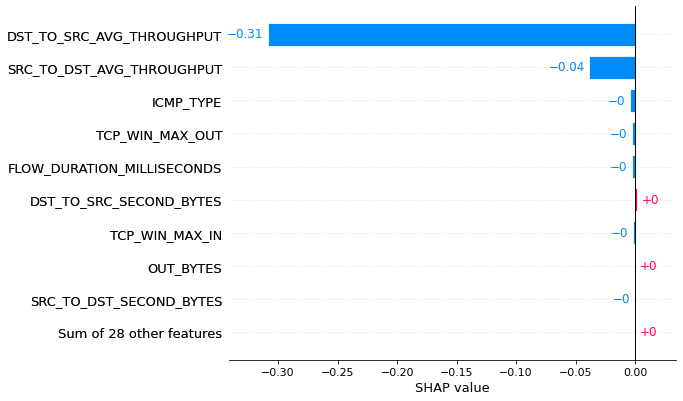 DST_TO_SRC_AVG_THROUGHPUT −0.31
SRC_TO_DST_AVG_THROUGHPUT −0.04
ICMP_TYPE −0
TCP_WIN_MAX_OUT −0
FLOW_DURATION_MILLISECONDS −0
DST_TO_SRC_SECOND_BYTES +0
TCP_WIN_MAX_IN −0
OUT_BYTES +0
SRC_TO_DST_SECOND_BYTES −0
Sum of 28 other features +0
−0.30 −0.25 −0.20 −0.15 −0.10 −0.05 0.00
SHAP value